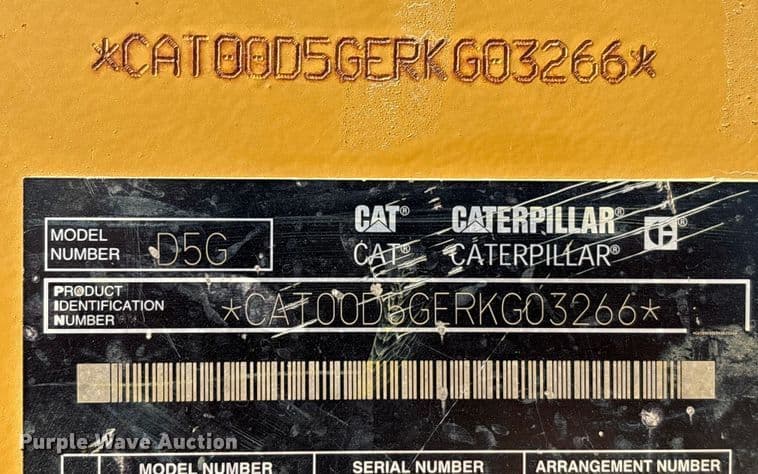 *CAT00D5GERKG03266*
CAT® CATERPILLAR® ®
MODEL NUMBER D5G
CAT® CATERPILLAR®
PRODUCT IDENTIFICATION NUMBER *CAT00D5GERKG03266*
Purple Wave Auction
MODEL NUMBER SERIAL NUMBER ARRANGEMENT NUMBER